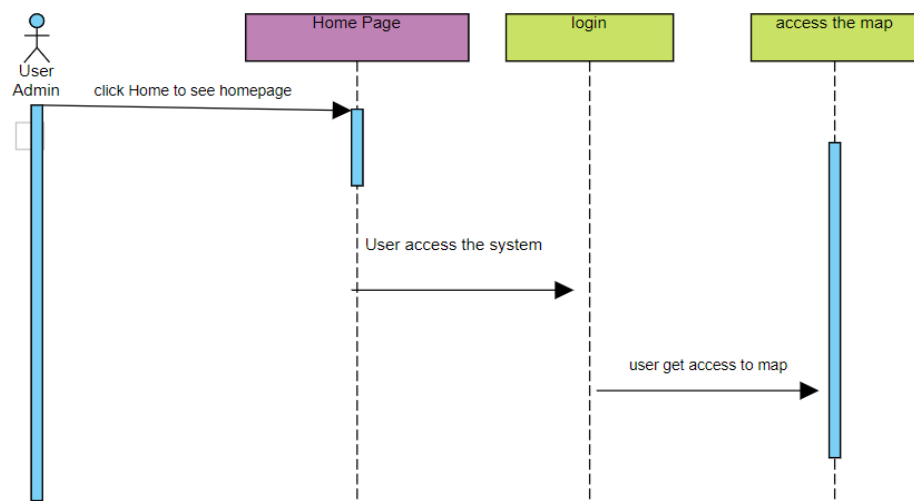 Home Page
login
access the map
User
Admin
click Home to see homepage
User access the system
user get access to map